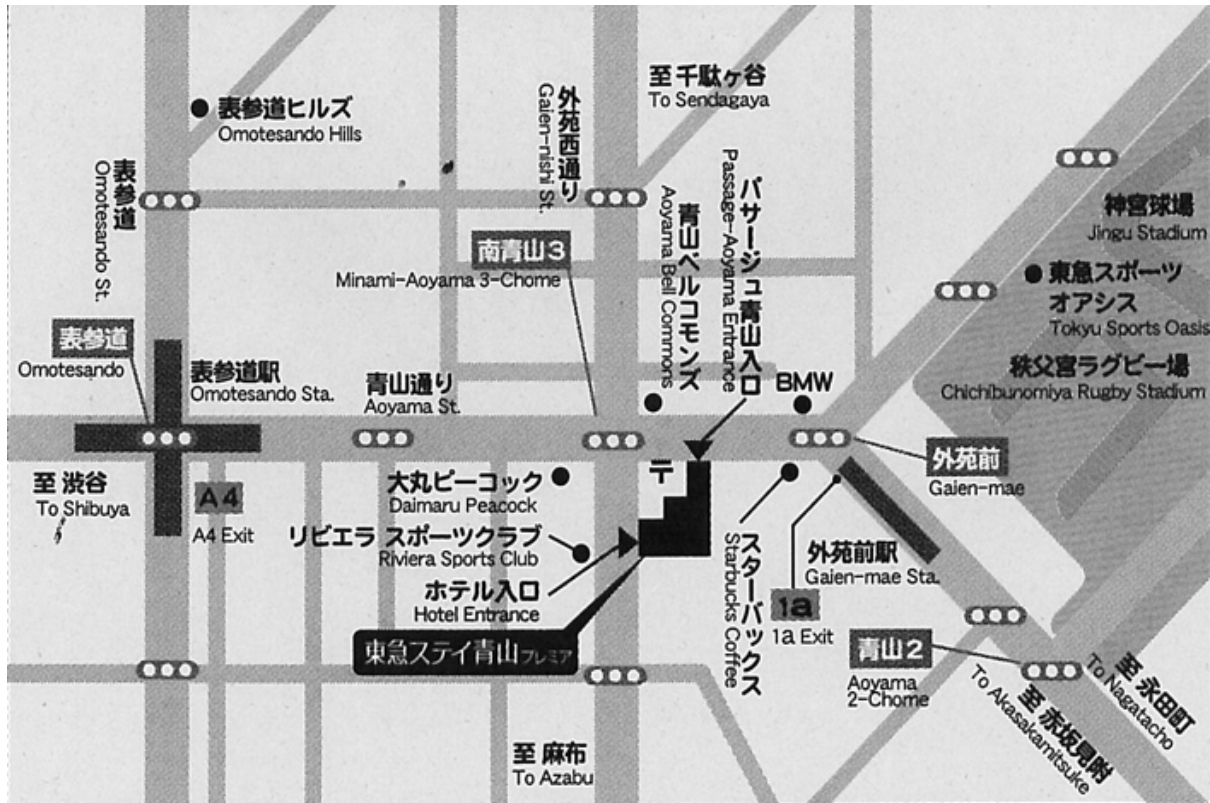 至 千駄ヶ谷
To Sendagaya
表参道ヒルズ
Omotesando Hills
外苑西通り
Gaien-nishi St.
表参道
Omotesando St.
パサージュ青山入口
Passage-Aoyama Entrance
青山ベルコモンズ
Aoyama Bell Commons
神宮球場
Jingu Stadium
南青山3
Minami-Aoyama 3-Chome
東急スポーツ
オアシス
Tokyu Sports Oasis
表参道
Omotesando
表参道駅
Omotesando Sta.
青山通り
Aoyama St.
BMW
秩父宮ラグビー場
Chichibunomiya Rugby Stadium
外苑前
Gaien-mae
至 渋谷
To Shibuya
A4
A4 Exit
大丸ピーコック
Daimaru Peacock
〒
リビエラ スポーツクラブ
Riviera Sports Club
ホテル入口
Hotel Entrance
スターバックス
Starbucks Coffee
外苑前駅
Gaien-mae Sta.
1a
1a Exit
東急ステイ青山 プレミア
青山2
Aoyama
2-Chome
至 永田町
To Nagatacho
至 赤坂見附
To Akasakamitsuke
至 麻布
To Azabu